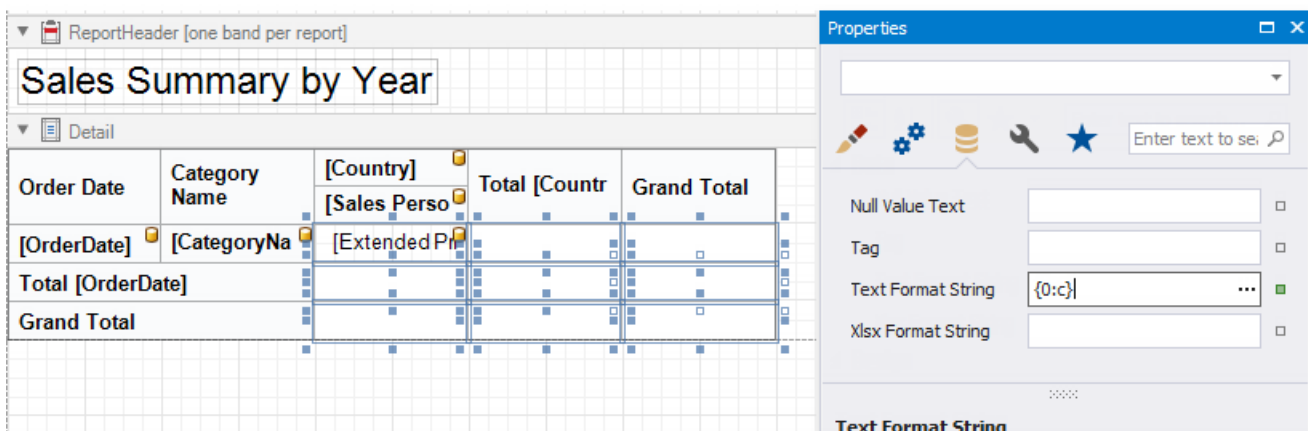 ReportHeader [one band per report]
Sales Summary by Year
Detail
Order Date
Category
Name
[Country]
[Sales Perso
Total [Countr
Grand Total
[OrderDate]
[CategoryNa
[Extended Pri
Total [OrderDate]
Grand Total
Properties
Enter text to se
Null Value Text
Tag
Text Format String
{0:c}
...
Xlsx Format String
Text Format String